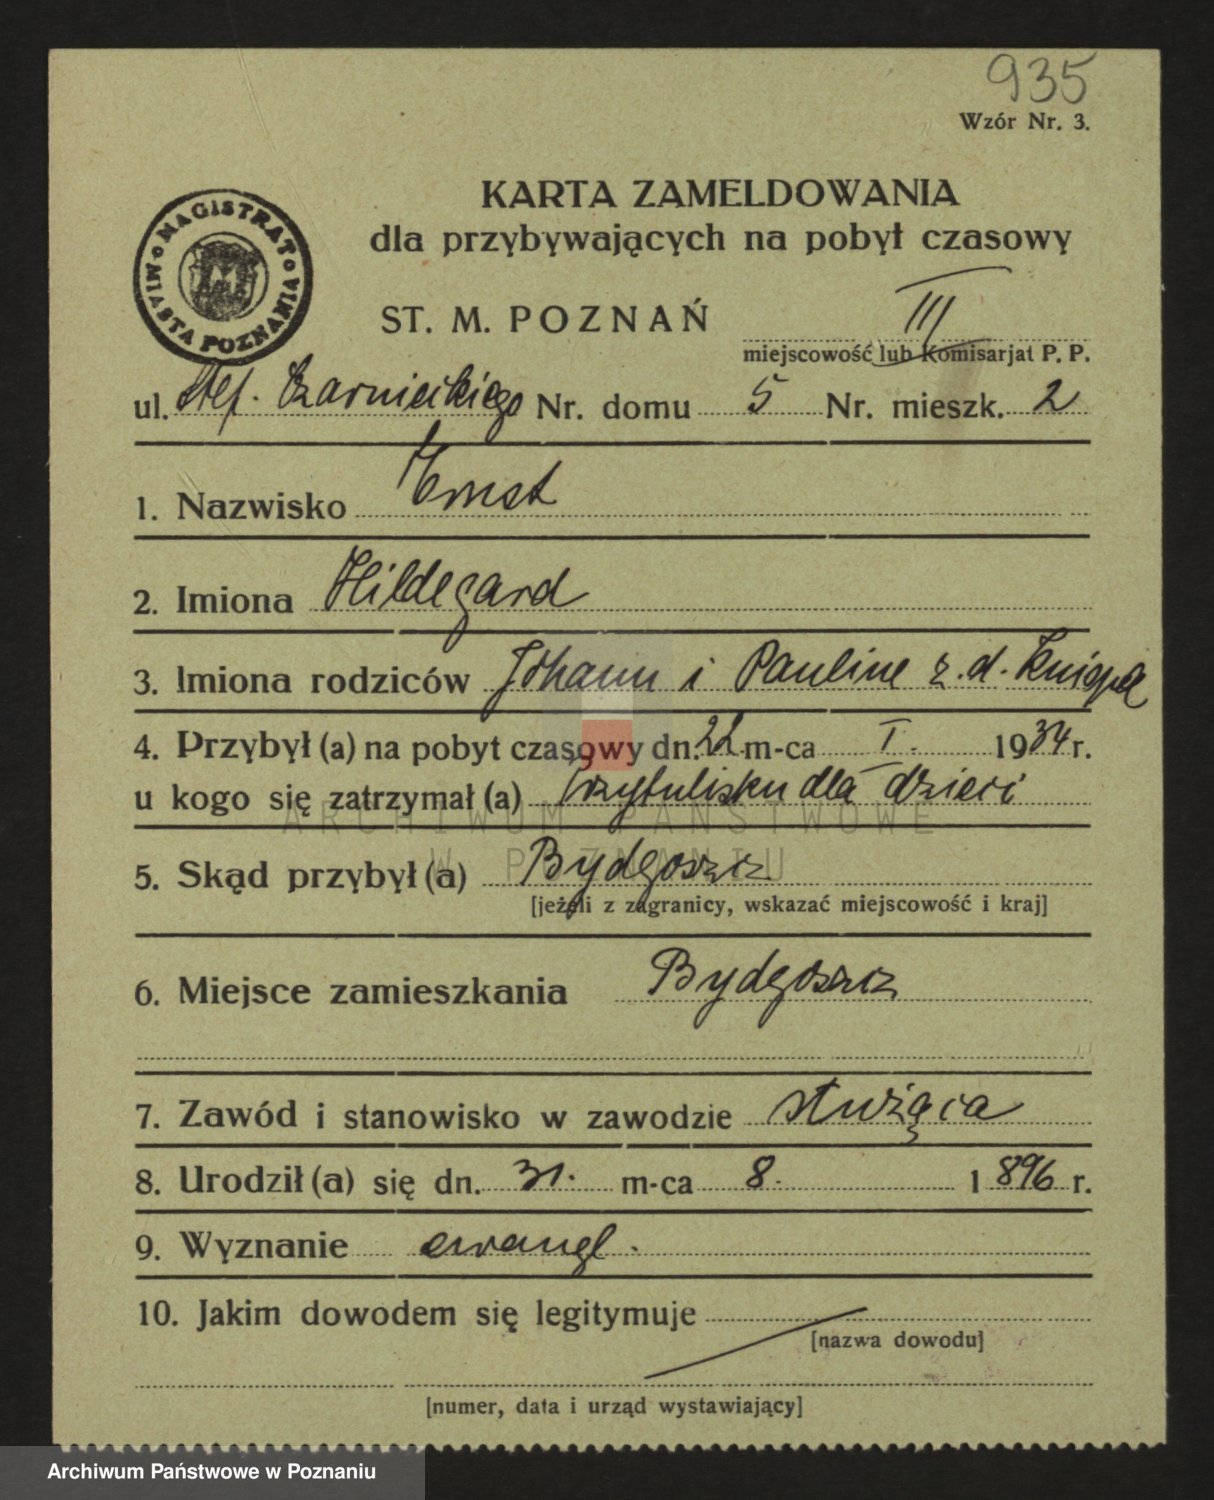 935
Wzór Nr. 3.
MAGISTRAT
MIASTA POZNANIA
KARTA ZAMELDOWANIA
dla przybywających na pobyt czasowy
ST. M. POZNAŃ III
miejscowość lub Komisarjat P. P.
ul. Stef. Czarnieckiego Nr. domu 5 Nr. mieszk. 2
1. Nazwisko Ernst
2. Imiona Hildegard
3. Imiona rodziców Johann i Pauline z. d.
4. Przybył (a) na pobyt czasowy dn. 22 m-ca I. 1934 r.
u kogo się zatrzymał (a) Przytulisku dla dzieci
ARCHIWUM PAŃSTWOWE
W POZNANIU
5. Skąd przybył (a) Bydgoszcz
[jeżeli z zagranicy, wskazać miejscowość i kraj]
6. Miejsce zamieszkania Bydgoszcz
7. Zawód i stanowisko w zawodzie służąca
8. Urodził (a) się dn. 31. m-ca 8. 1896 r.
9. Wyznanie ewangl.
10. Jakim dowodem się legitymuje
[nazwa dowodu]
[numer, data i urząd wystawiający]
Archiwum Państwowe w Poznaniu